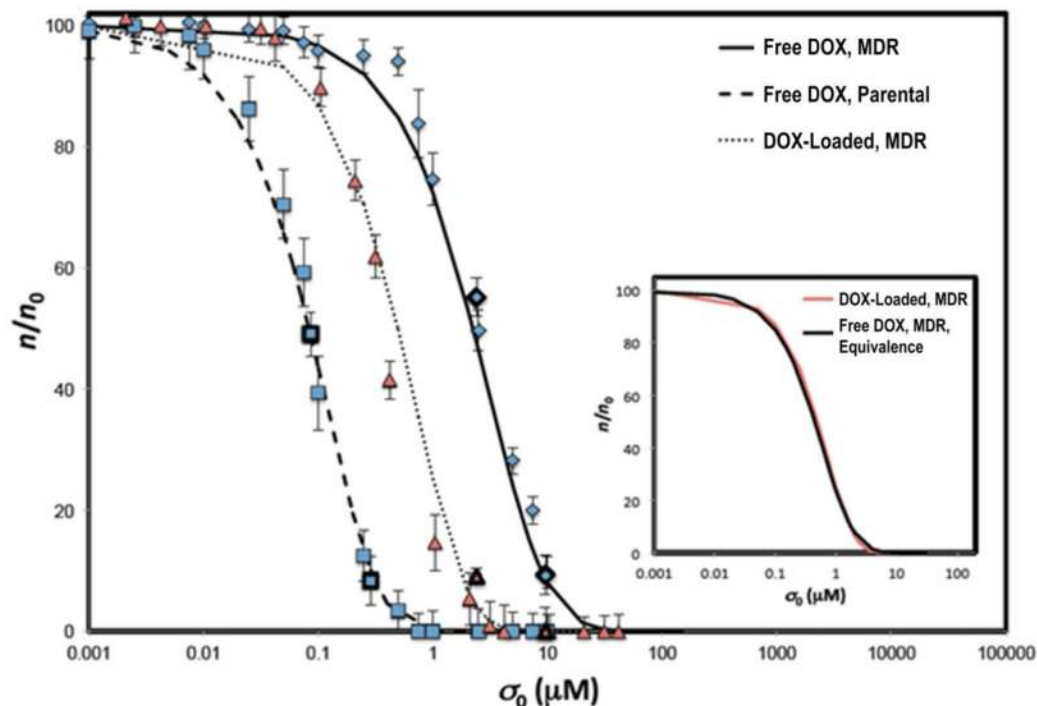 100
80
60
40
20
0
n/n0
0.001
0.01
0.1
1
10
100
1000
10000
100000
σ0 (μM)
Free DOX, MDR
Free DOX, Parental
DOX-Loaded, MDR
100
80
60
40
20
0
n/n0
0.001
0.01
0.1
1
10
100
σ0 (μM)
DOX-Loaded, MDR
Free DOX, MDR,
Equivalence